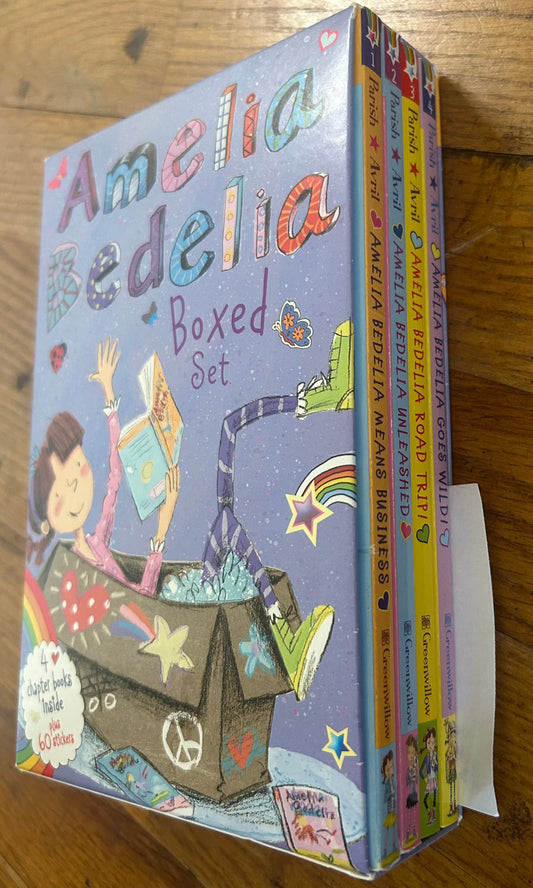 Amelia
Bedelia
Boxed
Set
4
chapter books
Inside
plus
60 stickers
Amelia
Bedelia
1 Parish ★ Avril AMELIA BEDELIA MEANS BUSINESS Greenwillow
2 Parish ★ Avril AMELIA BEDELIA UNLEASHED Greenwillow
3 Parish ★ Avril AMELIA BEDELIA ROAD TRIP! Greenwillow
4 Parish ★ Avril AMELIA BEDELIA GOES WILD! Greenwillow